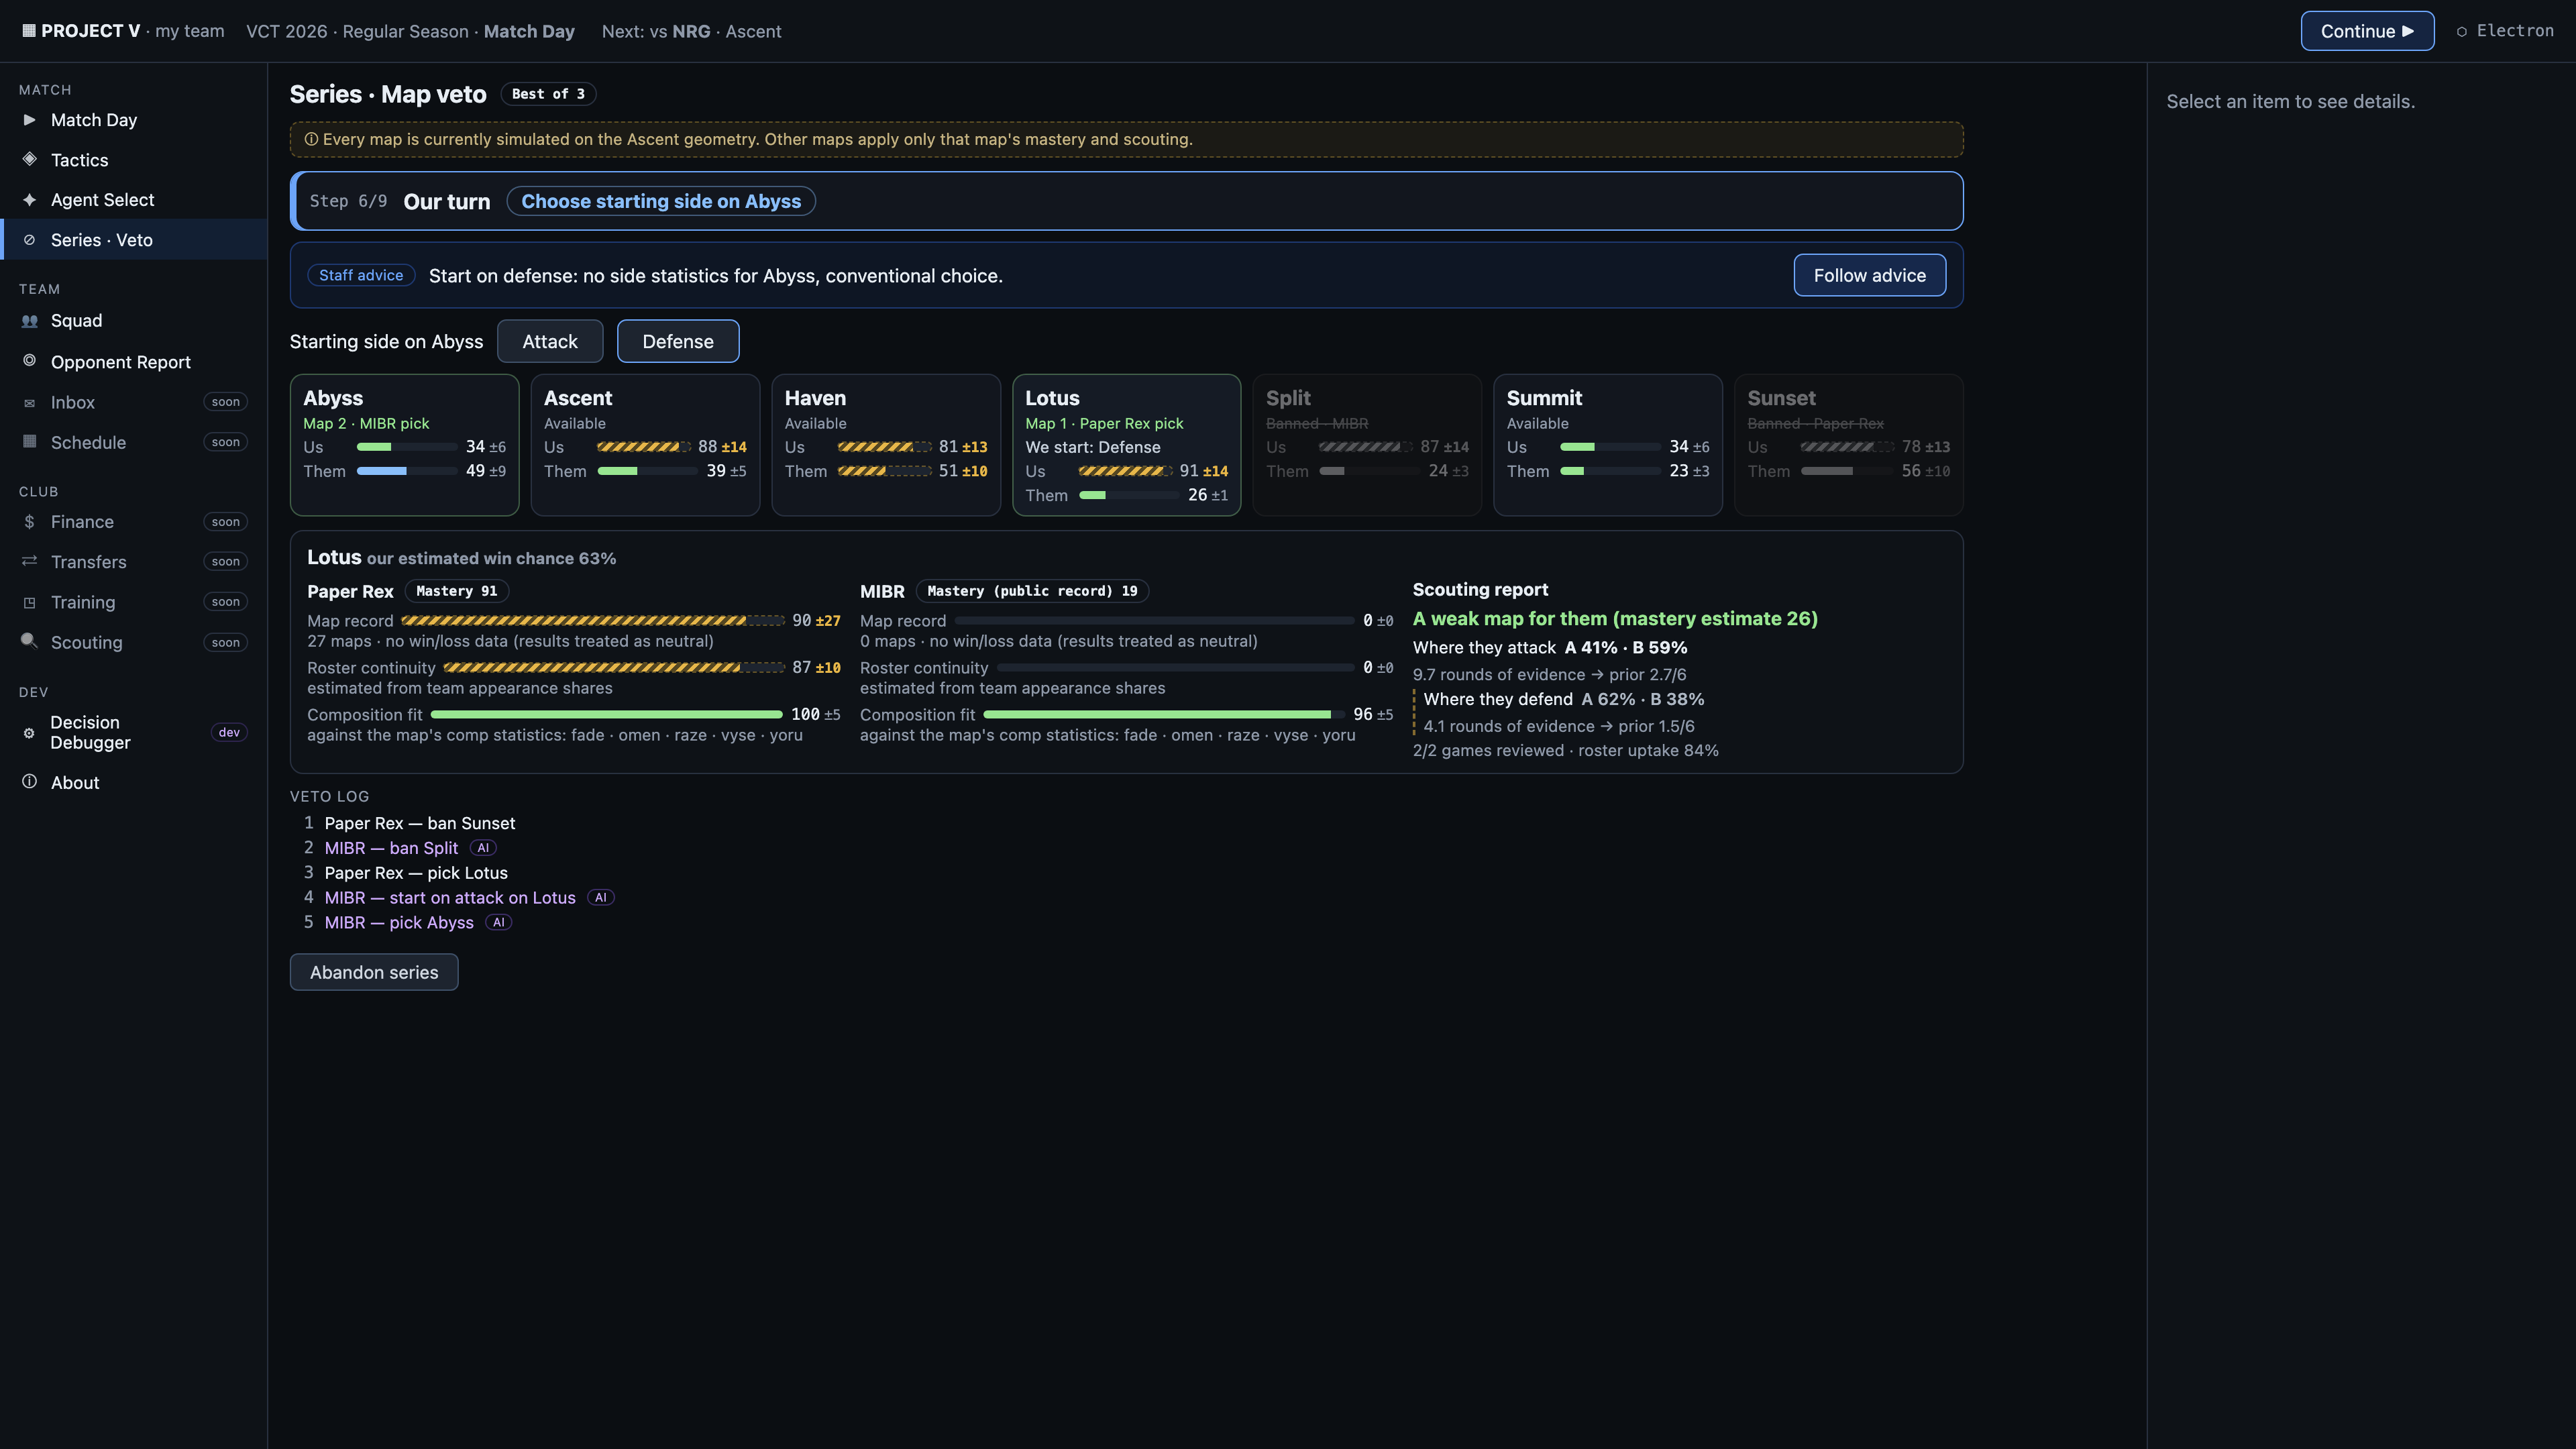 PROJECT V · my team VCT 2026 · Regular Season · Match Day Next: vs NRG · Ascent Continue ▶ Electron
MATCH
Match Day
Tactics
Agent Select
Series · Veto
TEAM
Squad
Opponent Report
Inbox soon
Schedule soon
CLUB
Finance soon
Transfers soon
Training soon
Scouting soon
DEV
Decision
Debugger dev
About
Series · Map veto Best of 3
Every map is currently simulated on the Ascent geometry. Other maps apply only that map's mastery and scouting.
Step 6/9 Our turn Choose starting side on Abyss
Staff advice Start on defense: no side statistics for Abyss, conventional choice. Follow advice
Starting side on Abyss Attack Defense
Abyss
Map 2 · MIBR pick
Us 34 ±6
Them 49 ±9
Ascent
Available
Us 88 ±14
Them 39 ±5
Haven
Available
Us 81 ±13
Them 51 ±10
Lotus
Map 1 · Paper Rex pick
We start: Defense
Us 91 ±14
Them 26 ±1
Split
Banned · MIBR
Us 87 ±14
Them 24 ±3
Summit
Available
Us 34 ±6
Them 23 ±3
Sunset
Banned · Paper Rex
Us 78 ±13
Them 56 ±10
Lotus our estimated win chance 63%
Paper Rex Mastery 91
Map record 90 ±27
27 maps · no win/loss data (results treated as neutral)
Roster continuity 87 ±10
estimated from team appearance shares
Composition fit 100 ±5
against the map's comp statistics: fade · omen · raze · vyse · yoru
MIBR Mastery (public record) 19
Map record 0 ±0
0 maps · no win/loss data (results treated as neutral)
Roster continuity 0 ±0
estimated from team appearance shares
Composition fit 96 ±5
against the map's comp statistics: fade · omen · raze · vyse · yoru
Scouting report
A weak map for them (mastery estimate 26)
Where they attack A 41% · B 59%
9.7 rounds of evidence → prior 2.7/6
Where they defend A 62% · B 38%
4.1 rounds of evidence → prior 1.5/6
2/2 games reviewed · roster uptake 84%
VETO LOG
1 Paper Rex — ban Sunset
2 MIBR — ban Split AI
3 Paper Rex — pick Lotus
4 MIBR — start on attack on Lotus AI
5 MIBR — pick Abyss AI
Abandon series
Select an item to see details.